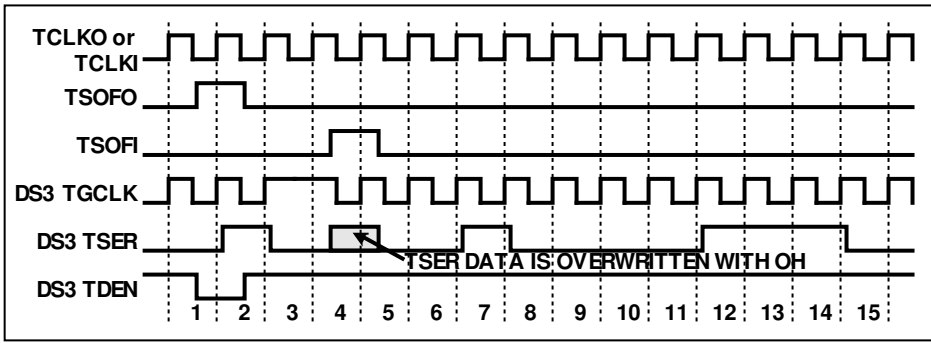 TCLKO or
TCLKI
TSOFO
TSOFI
DS3 TGCLK
DS3 TSER
TSER DATA IS OVERWRITTEN WITH OH
DS3 TDEN
1 2 3 4 5 6 7 8 9 10 11 12 13 14 15